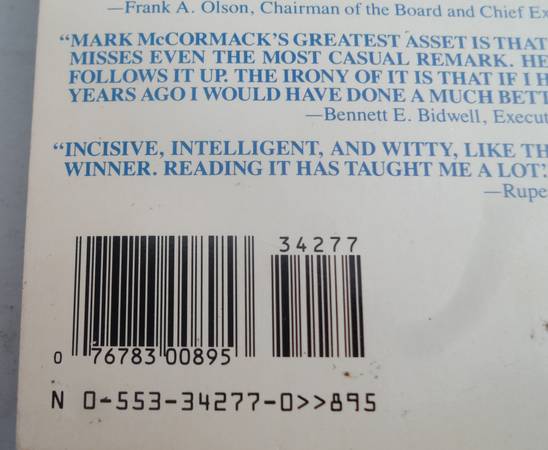 —Frank A. Olson, Chairman of the Board and Chief Ex
“MARK McCORMACK'S GREATEST ASSET IS THAT
MISSES EVEN THE MOST CASUAL REMARK. HE
FOLLOWS IT UP. THE IRONY OF IT IS THAT IF I H
YEARS AGO I WOULD HAVE DONE A MUCH BETT
—Bennett E. Bidwell, Execut
“INCISIVE, INTELLIGENT, AND WITTY, LIKE TH
WINNER. READING IT HAS TAUGHT ME A LOT.”
—Rupe
34277
0 76783 00895
N 0-553-34277-0>>895